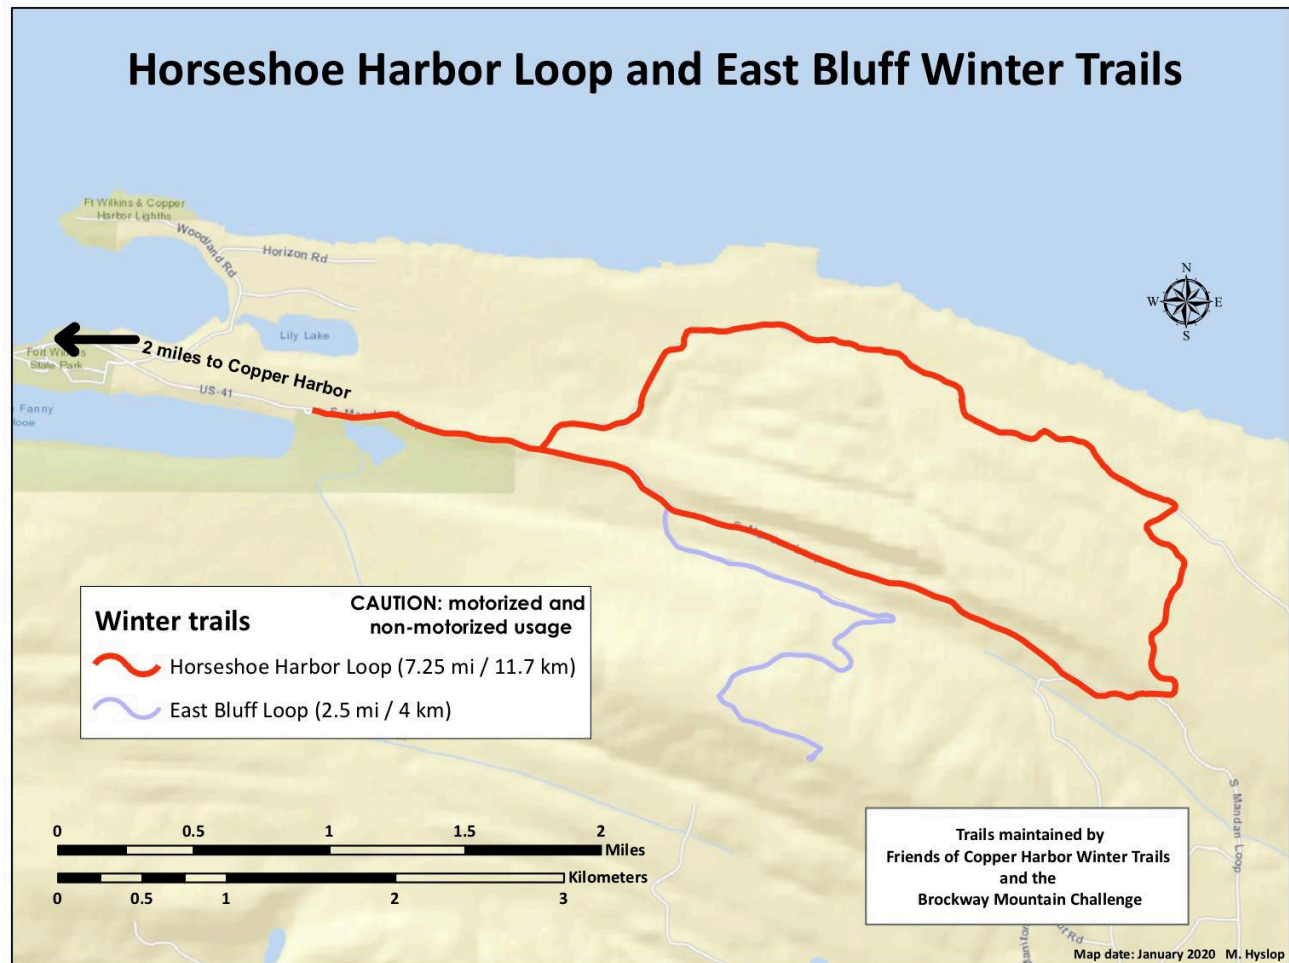 Horseshoe Harbor Loop and East Bluff Winter Trails
Ft Wilkins & Copper
Harbor Lighths
Woodland Rd
Horizon Rd
N
W E
S
Lily Lake
2 miles to Copper Harbor
Fort Wilkins
State Park
US-41
Fanny
Winter trails
CAUTION: motorized and
non-motorized usage
Horseshoe Harbor Loop (7.25 mi / 11.7 km)
East Bluff Loop (2.5 mi / 4 km)
S Mandan Loop
0 0.5 1 1.5 2
Miles
Kilometers
0 0.5 1 2 3
Trails maintained by
Friends of Copper Harbor Winter Trails
and the
Brockway Mountain Challenge
Rd
Map date: January 2020 M. Hyslop